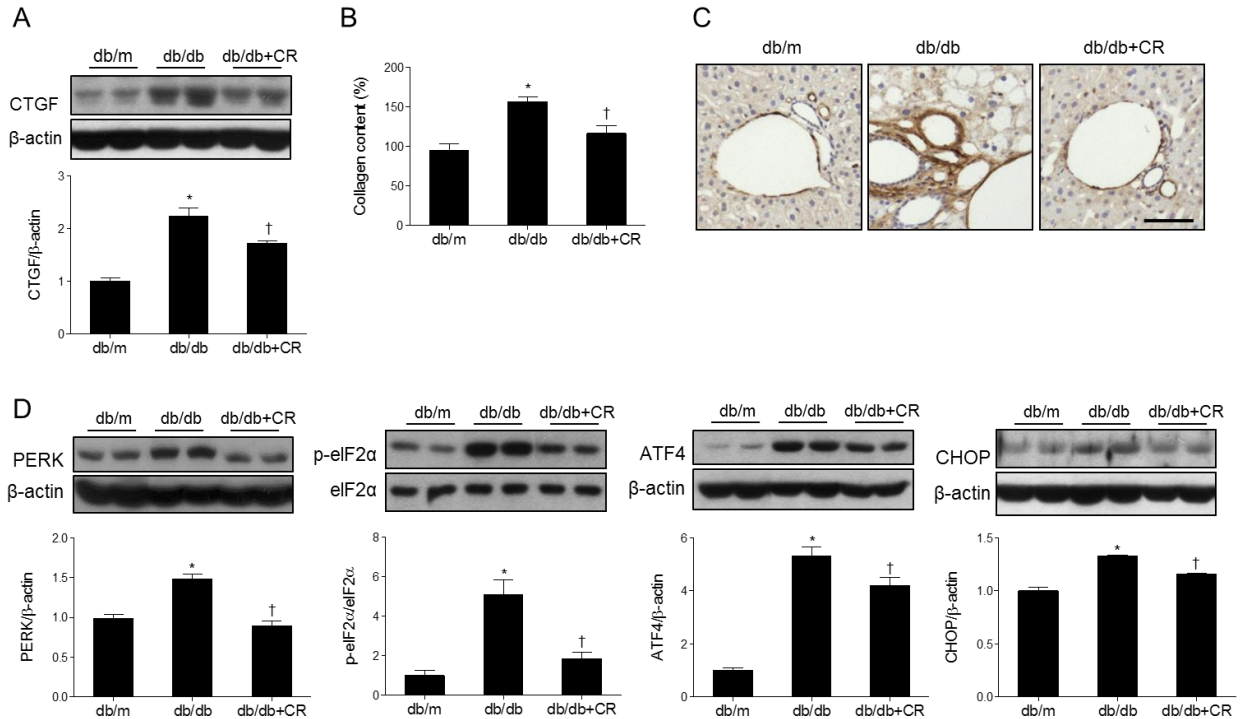 A
db/m db/db db/db+CR
CTGF
β-actin
3
2
1
0
CTGF/β-actin
*
†
db/m db/db db/db+CR
B
200
150
100
50
0
Collagen content (%)
*
†
db/m db/db db/db+CR
C
db/m db/db db/db+CR
D
db/m db/db db/db+CR
PERK
β-actin
2.0
1.5
1.0
0.5
0.0
PERK/β-actin
*
†
db/m db/db db/db+CR
db/m db/db db/db+CR
p-eIF2α
eIF2α
8
6
4
2
0
p-eIF2α/eIF2α
*
†
db/m db/db db/db+CR
db/m db/db db/db+CR
ATF4
β-actin
6
4
2
0
ATF4/β-actin
*
†
db/m db/db db/db+CR
db/m db/db db/db+CR
CHOP
β-actin
1.5
1.0
0.5
0.0
CHOP/β-actin
*
†
db/m db/db db/db+CR